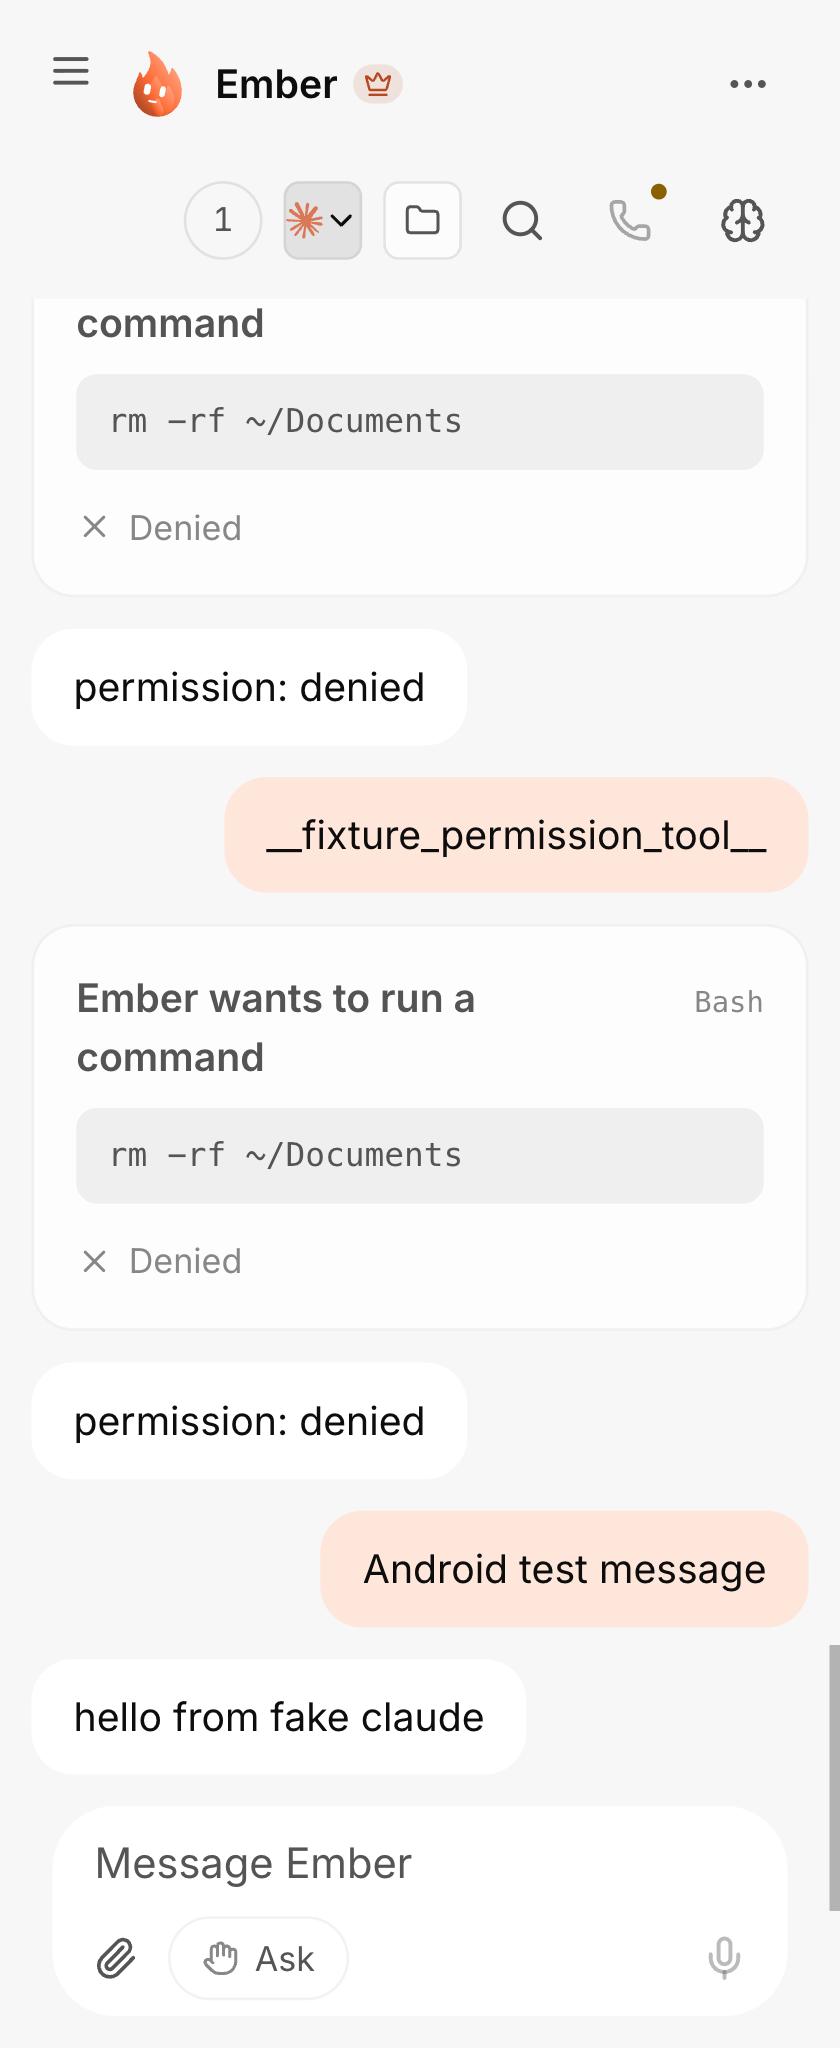 Ember
1
command
rm -rf ~/Documents
Denied
permission: denied
__fixture_permission_tool__
Ember wants to run a
command
Bash
rm -rf ~/Documents
Denied
permission: denied
Android test message
hello from fake claude
Message Ember
Ask